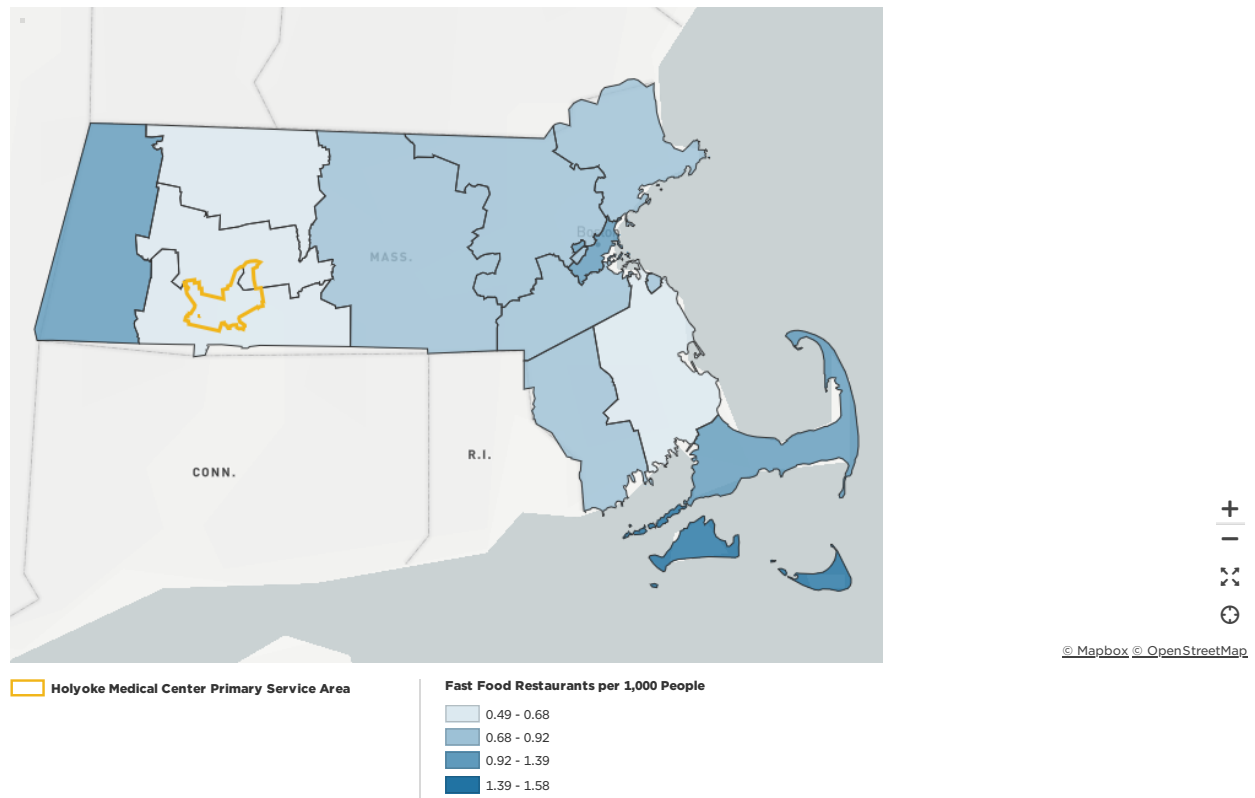 Boston
MASS.
CONN.
R.I.
© Mapbox © OpenStreetMap
Holyoke Medical Center Primary Service Area
Fast Food Restaurants per 1,000 People
0.49 - 0.68
0.68 - 0.92
0.92 - 1.39
1.39 - 1.58